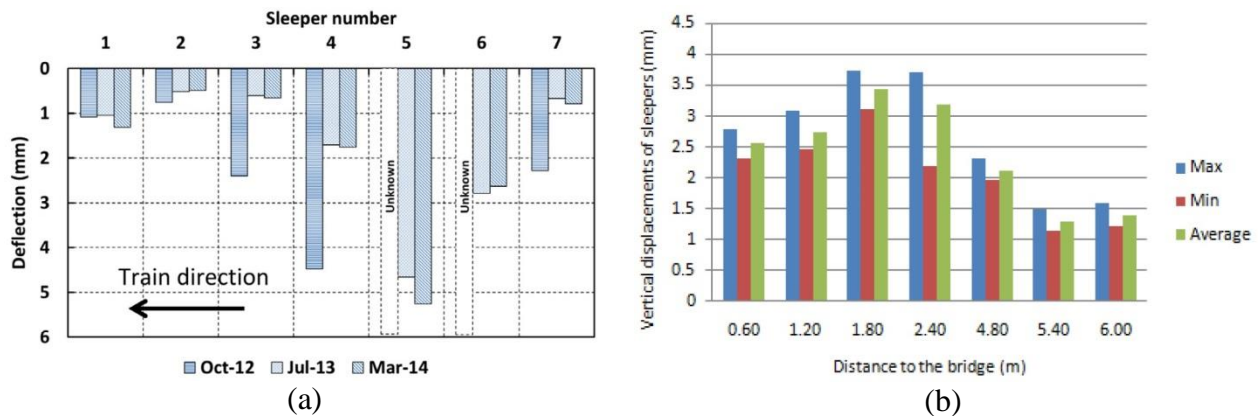 Sleeper number
1 2 3 4 5 6 7
0
1
2
3
4
5
6
Deflection (mm)
Unknown
Unknown
Train direction
Oct-12 Jul-13 Mar-14
(a)
4.5
4
3.5
3
2.5
2
1.5
1
0.5
0
Vertical displacements of sleepers (mm)
0.60 1.20 1.80 2.40 4.80 5.40 6.00
Distance to the bridge (m)
Max
Min
Average
(b)